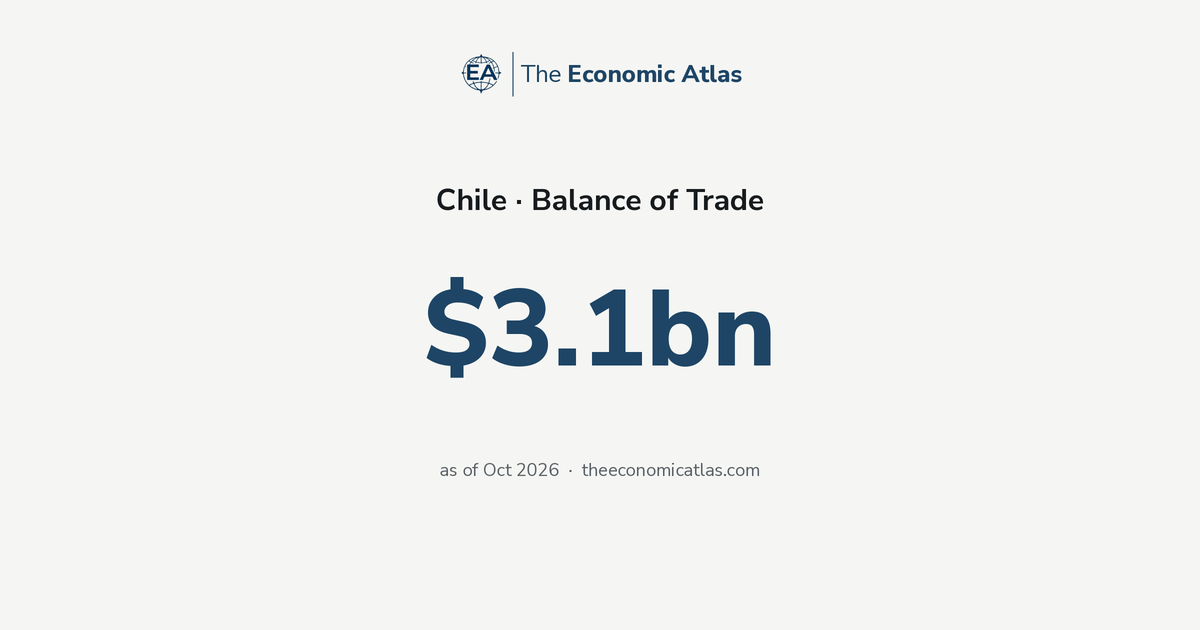 EA The Economic Atlas
Chile · Balance of Trade
$3.1bn
as of Oct 2026 · theeconomicatlas.com